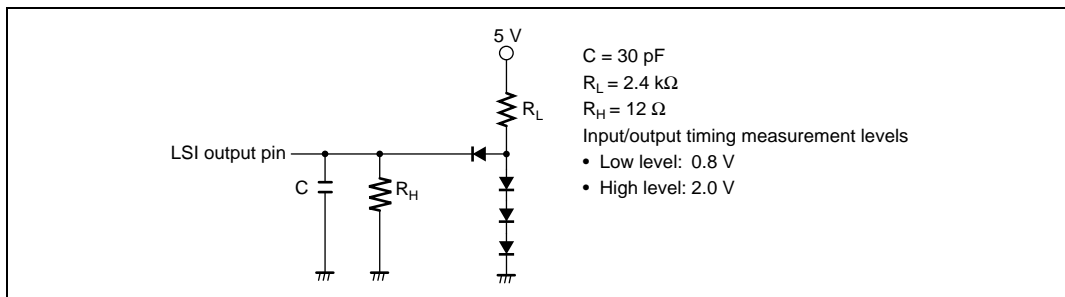 5 V
C = 30 pF
R_L = 2.4 kΩ
R_H = 12 Ω
Input/output timing measurement levels
• Low level: 0.8 V
• High level: 2.0 V
R_L
LSI output pin
C
R_H